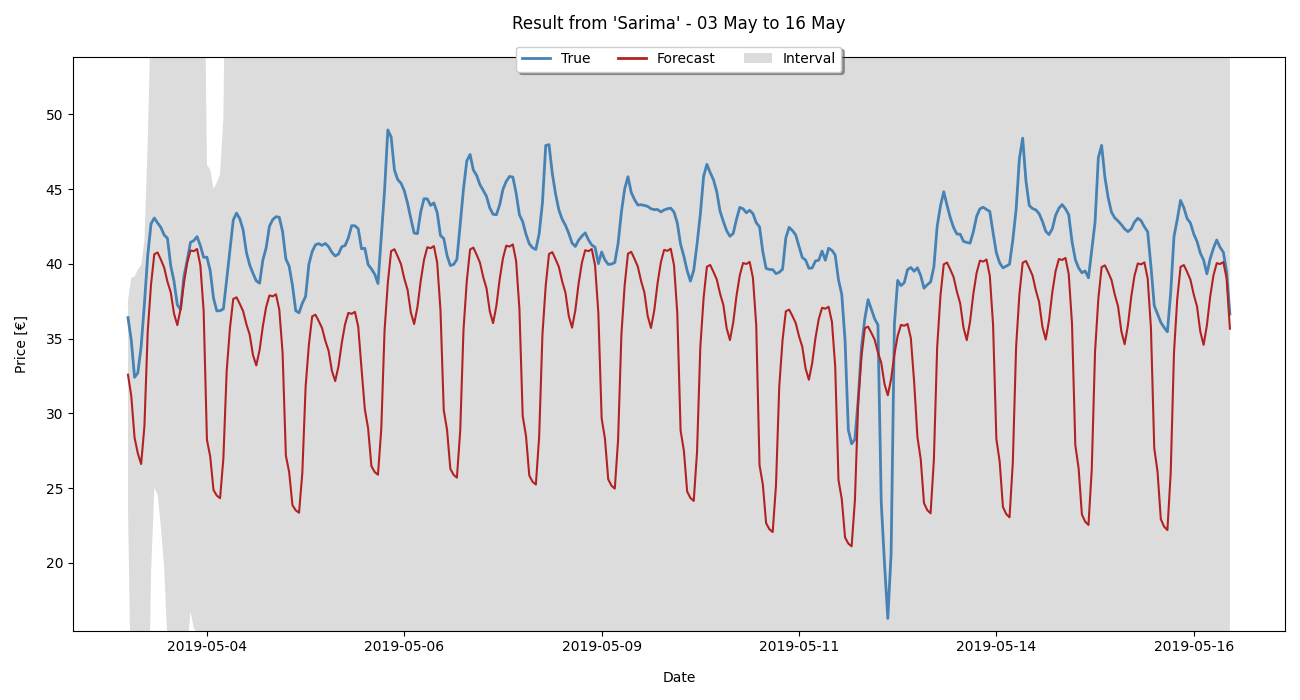 Result from 'Sarima' - 03 May to 16 May
True Forecast Interval
50
45
40
35
30
25
20
Price [€]
2019-05-04 2019-05-06 2019-05-09 2019-05-11 2019-05-14 2019-05-16
Date